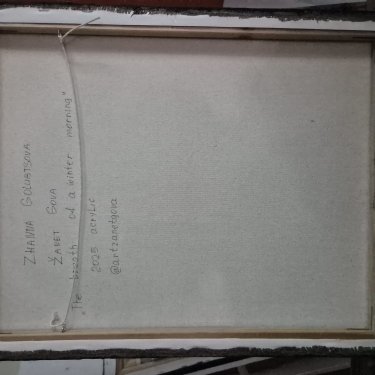 ZHANNA GOLUBTSOVA
ŽANET GOVA
"The breath of a winter morning"
2025 acrylic
@artzanetgova